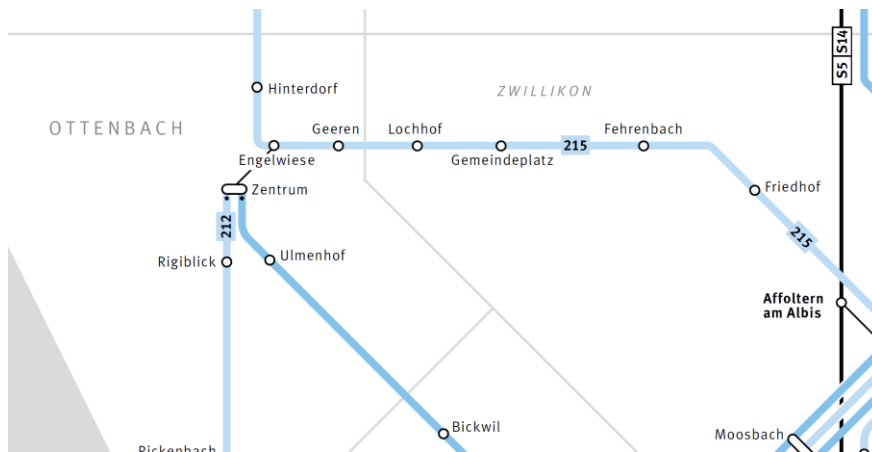 S5 S14
Hinterdorf
ZWILLIKON
OTTENBACH
Geeren
Lochhof
Fehrenbach
215
Engelwiese
Gemeindeplatz
Zentrum
Friedhof
212
215
Ulmenhof
Rigiblick
Affoltern
am Albis
Bickwil
Moosbach
Rickenbach